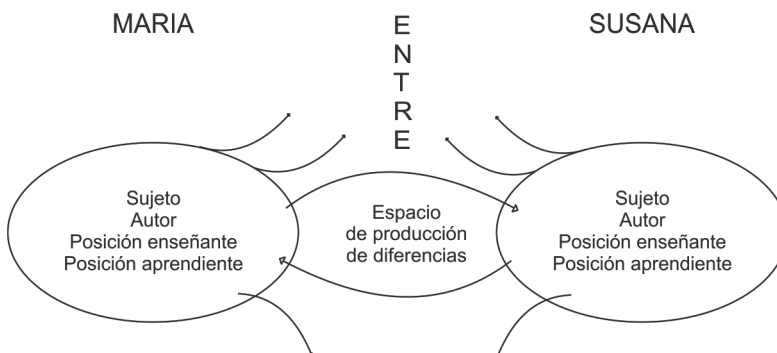 MARIA
ENTRE
SUSANA
Sujeto
Autor
Posición enseñante
Posición aprendiente
Espacio
de producción
de diferencias
Sujeto
Autor
Posición enseñante
Posición aprendiente